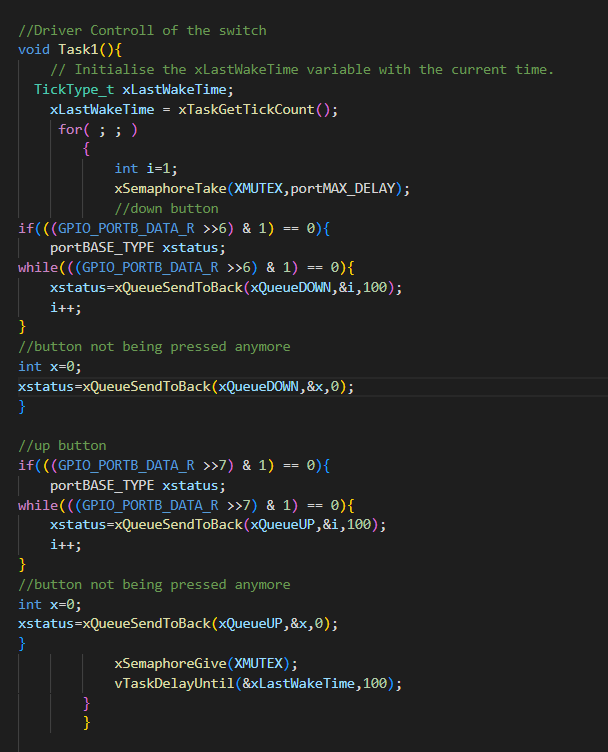 //Driver Controll of the switch
void Task1(){
// Initialise the xLastWakeTime variable with the current time.
TickType_t xLastWakeTime;
xLastWakeTime = xTaskGetTickCount();
for( ; ; )
{
int i=1;
xSemaphoreTake(XMUTEX,portMAX_DELAY);
//down button
if(((GPIO_PORTB_DATA_R >>6) & 1) == 0){
portBASE_TYPE xstatus;
while(((GPIO_PORTB_DATA_R >>6) & 1) == 0){
xstatus=xQueueSendToBack(xQueueDOWN,&i,100);
i++;
}
//button not being pressed anymore
int x=0;
xstatus=xQueueSendToBack(xQueueDOWN,&x,0);
}
//up button
if(((GPIO_PORTB_DATA_R >>7) & 1) == 0){
portBASE_TYPE xstatus;
while(((GPIO_PORTB_DATA_R >>7) & 1) == 0){
xstatus=xQueueSendToBack(xQueueUP,&i,100);
i++;
}
//button not being pressed anymore
int x=0;
xstatus=xQueueSendToBack(xQueueUP,&x,0);
}
xSemaphoreGive(XMUTEX);
vTaskDelayUntil(&xLastWakeTime,100);
}
}